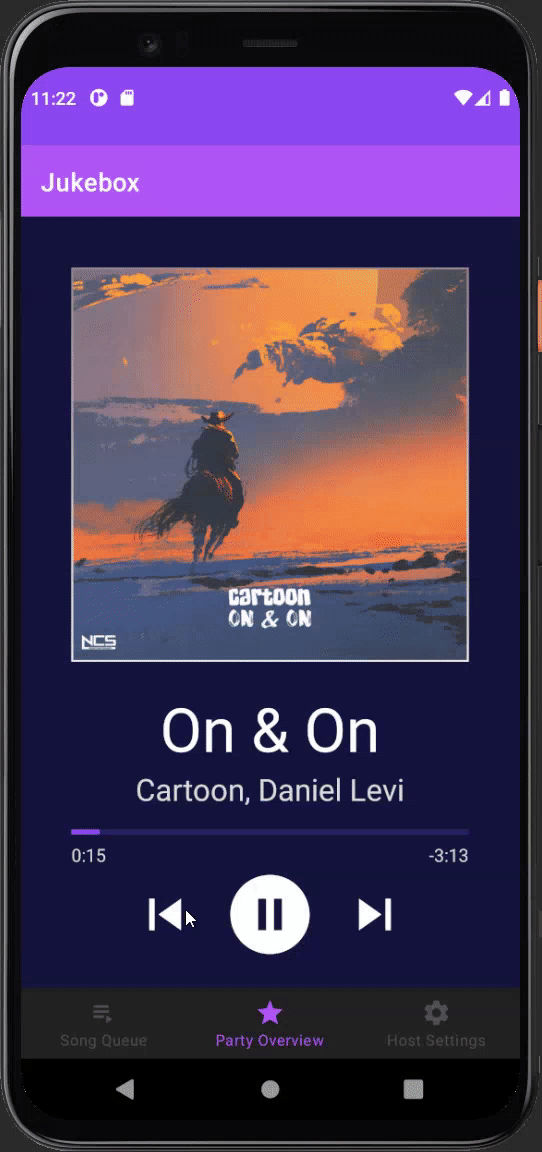 11:22
Jukebox
cartoon
ON & ON
NCS
On & On
Cartoon, Daniel Levi
0:15
-3:13
Song Queue
Party Overview
Host Settings